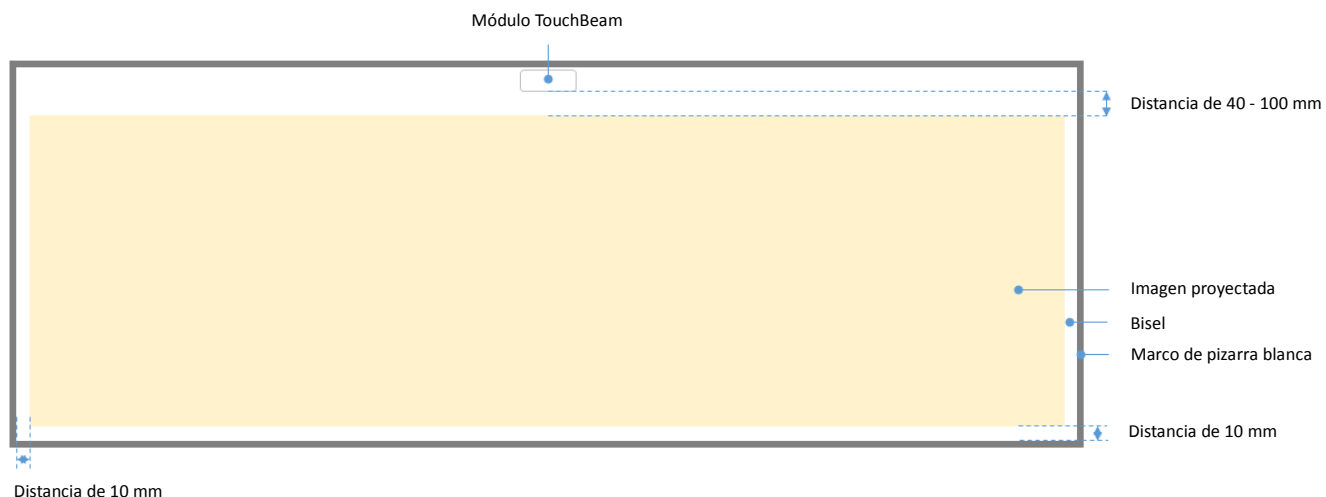 Módulo TouchBeam
Distancia de 40 - 100 mm
Imagen proyectada
Bisel
Marco de pizarra blanca
Distancia de 10 mm
Distancia de 10 mm